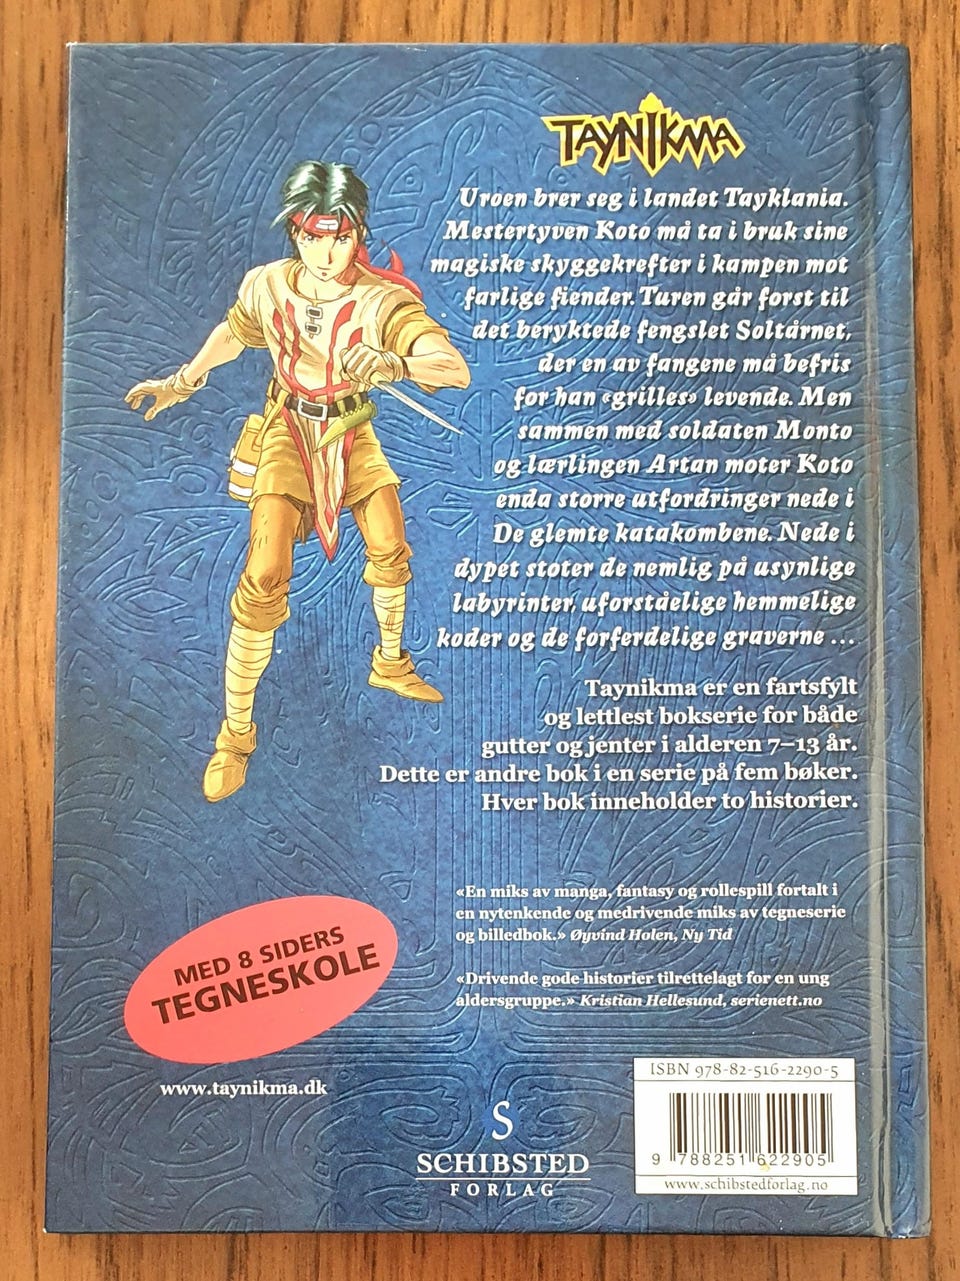 TAYNIKMA
Uroen brer seg i landet Tayklania.
Mestertyven Koto må ta i bruk sine
magiske skyggekrefter i kampen mot
farlige fiender. Turen går forst til
det beryktede fengslet Soltårnet,
der en av fangene må befris
for han «grilles» levende. Men
sammen med soldaten Monto
og lærlingen Artan moter Koto
enda storre utfordringer nede i
De glemte katakombene. Nede i
dypet stoter de nemlig på usynlige
labyrinter, uforståelige hemmelige
koder og de forferdelige graverne ...
Taynikma er en fartsfylt
og lettlest bokserie for både
gutter og jenter i alderen 7–13 år.
Dette er andre bok i en serie på fem bøker.
Hver bok inneholder to historier.
«En miks av manga, fantasy og rollespill fortalt i
en nytenkende og medrivende miks av tegneserie
og billedbok.» Øyvind Holen, Ny Tid
«Drivende gode historier tilrettelagt for en ung
aldersgruppe.» Kristian Hellesund, serienett.no
MED 8 SIDERS
TEGNESKOLE
www.taynikma.dk
S
SCHIBSTED
FORLAG
ISBN 978-82-516-2290-5
9 788251 622905
www.schibstedforlag.no